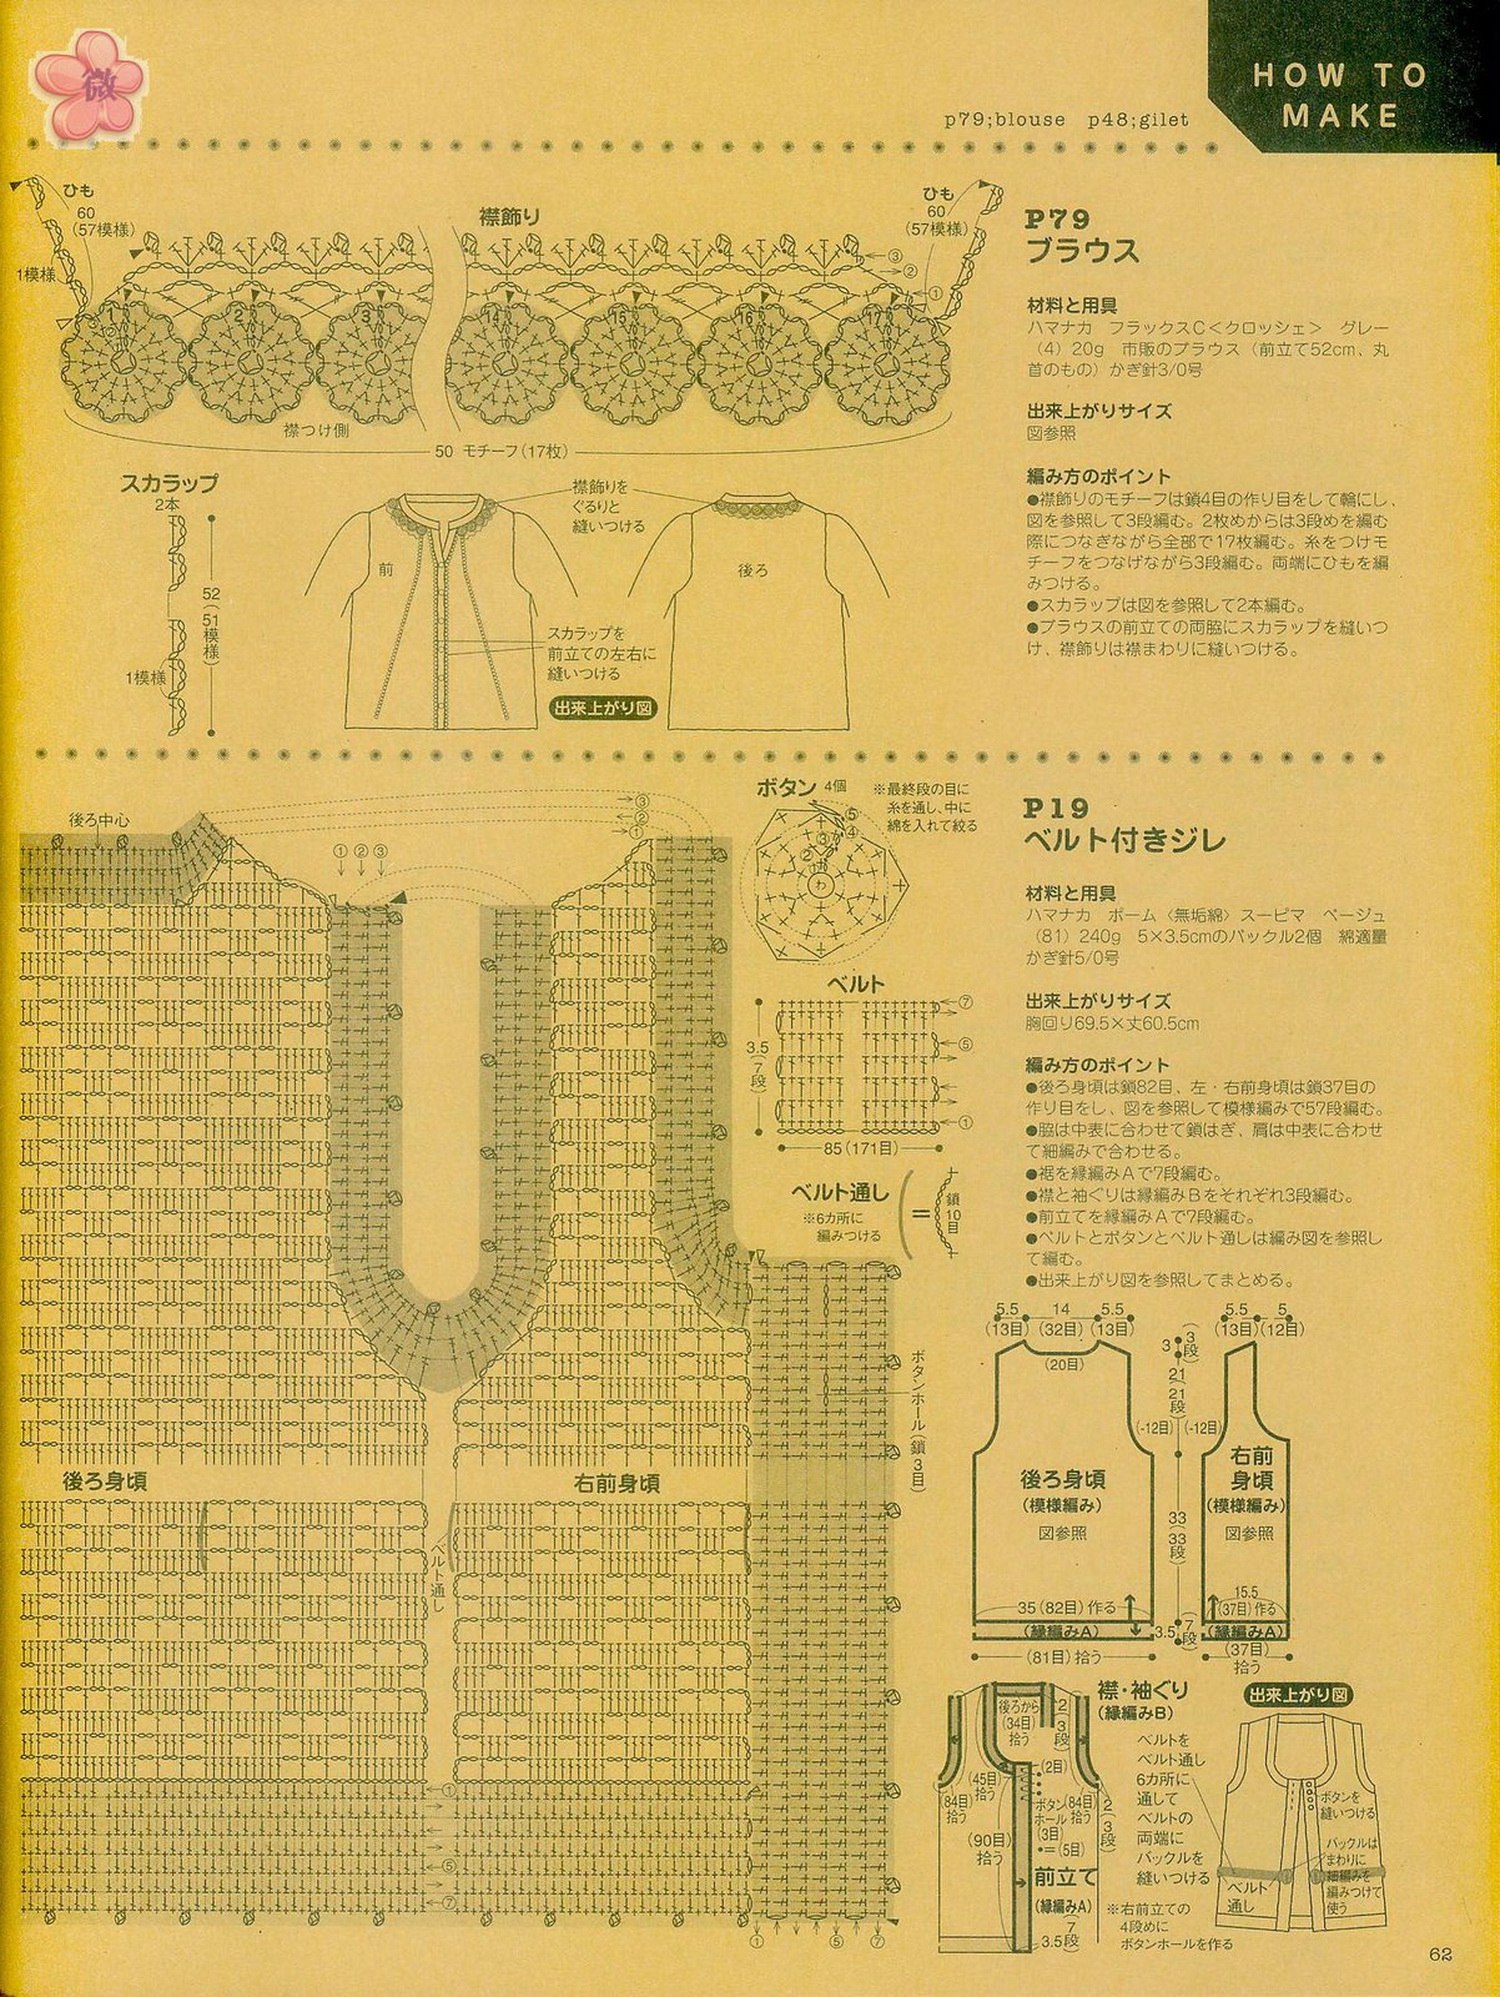 微
HOW TO
MAKE
p79;blouse p48;gilet
ひも
60
(57模様)
1模様
襟飾り
ひも
60
(57模様)
③
②
①
1
2
3
14
15
16
17
襟つけ側
50 モチーフ(17枚)
スカラップ
2本
52
(51模様)
1模様
襟飾りを
ぐるりと
縫いつける
前
後ろ
スカラップを
前立ての左右に
縫いつける
出来上がり図
P79
ブラウス
材料と用具
ハマナカ フラックスC<クロッシェ> グレー
(4)20g 市販のブラウス(前立て52cm、丸
首のもの)かぎ針3/0号
出来上がりサイズ
図参照
編み方のポイント
●襟飾りのモチーフは鎖4目の作り目をして輪にし、
図を参照して3段編む。2枚めからは3段めを編む
際につなぎながら全部で17枚編む。糸をつけモ
チーフをつなげながら3段編む。両端にひもを編
みつける。
●スカラップは図を参照して2本編む。
●ブラウスの前立ての両脇にスカラップを縫いつ
け、襟飾りは襟まわりに縫いつける。
後ろ中心
③
②
①
① ② ③
ボタン 4個
※最終段の目に
糸を通し、中に
綿を入れて絞る
⑤
④
③
②
わ
ベルト
⑦
⑤
①
3.5
(7段)
85(171目)
ベルト通し
※6カ所に
編みつける
=
鎖10目
ボタンホール(鎖3目)
後ろ身頃
右前身頃
ベルト通し
①
⑤
⑦
① ⑤ ⑦
P19
ベルト付きジレ
材料と用具
ハマナカ ポーム〈無垢綿〉スーピマ ベージュ
(81)240g 5×3.5cmのバックル2個 綿適量
かぎ針5/0号
出来上がりサイズ
胸回り69.5×丈60.5cm
編み方のポイント
●後ろ身頃は鎖82目、左・右前身頃は鎖37目の
作り目をし、図を参照して模様編みで57段編む。
●脇は中表に合わせて鎖はぎ、肩は中表に合わせ
て細編みで合わせる。
●裾を縁編みAで7段編む。
●襟と袖ぐりは縁編みBをそれぞれ3段編む。
●前立てを縁編みAで7段編む。
●ベルトとボタンとベルト通しは編み図を参照し
て編む。
●出来上がり図を参照してまとめる。
5.5 14 5.5
(13目)(32目)(13目)
5.5 5
(13目)(12目)
(20目)
3(3段)
21(21段)
(-12目)
(-12目)
後ろ身頃
(模様編み)
図参照
右前
身頃
(模様編み)
図参照
33(33段)
35(82目)作る
15.5
(37目)作る
(縁編みA)
3.5(7段)
(縁編みA)
(81目)拾う
(37目)
拾う
襟・袖ぐり
(縁編みB)
後ろから
(34目)
拾う
2(3段)
(2目)
(45目)
拾う
(84目)
拾う
ボタン
ホール
(3目)
(84目)
拾う
•=(5目)
2(3段)
(90目)
拾う
前立て
(縁編みA)
3.5 7段
ベルトを
ベルト通し
6カ所に
通して
ベルトの
両端に
バックルを
縫いつける
※右前立ての
4段めに
ボタンホールを作る
出来上がり図
ボタンを
縫いつける
バックルは
まわりに
細編みを
編みつけて
使う
ベルト
通し
62